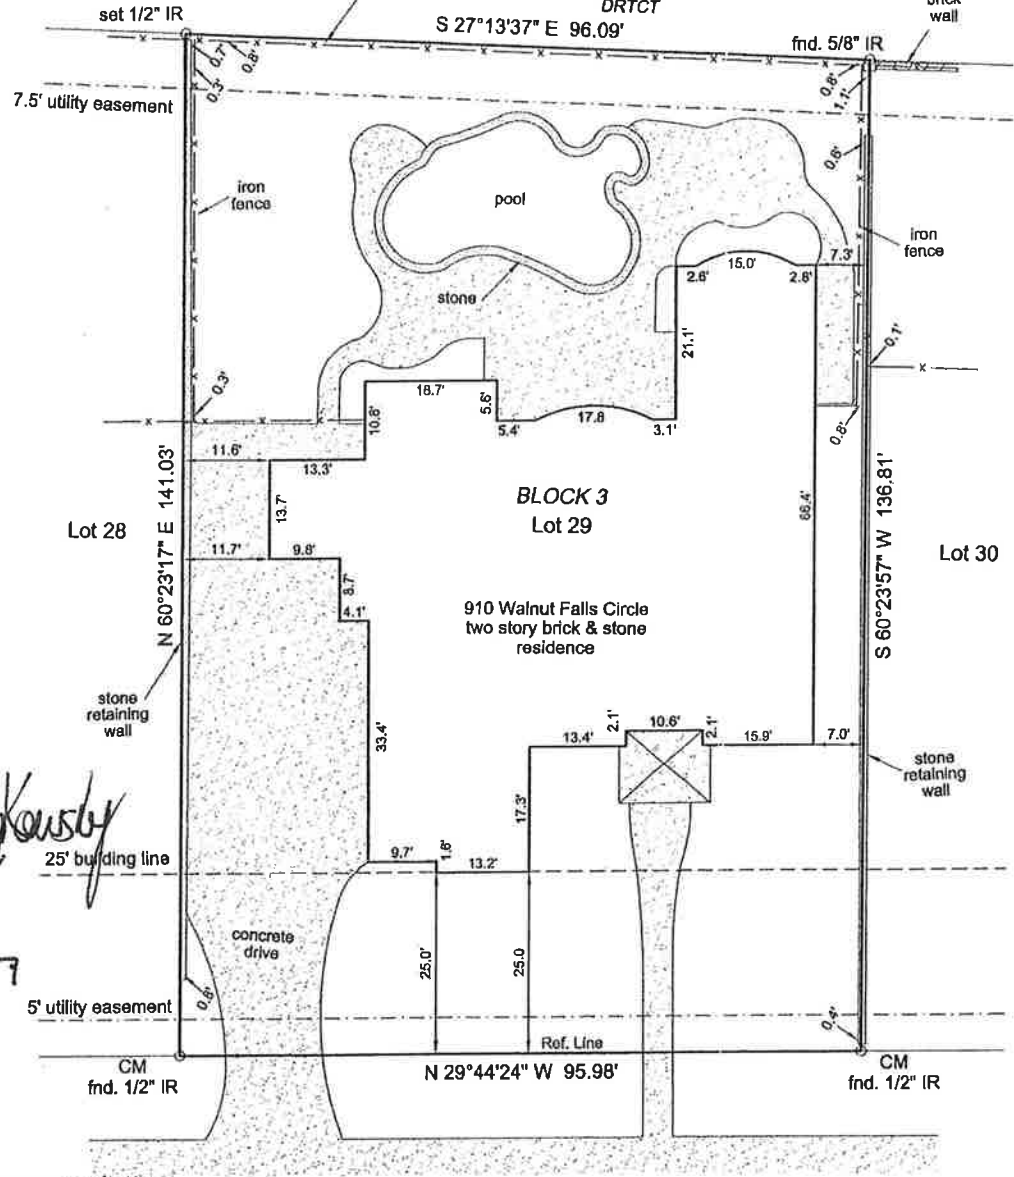 DRTCT
brick
wall
set 1/2" IR
S 27°13'37" E 96.09'
fnd. 5/8" IR
0.7'
0.8'
0.3'
0.8'
1.1'
7.5' utility easement
0.6'
iron
fence
pool
iron
fence
7.3'
15.0'
2.6'
2.8'
stone
21.1'
0.1'
18.7'
5.6'
0.3'
10.8'
5.4'
17.8
3.1'
0.8'
11.6'
13.3'
N 60°23'17" E 141.03'
13.7'
BLOCK 3
Lot 29
66.4'
S 60°23'57" W 136.81'
Lot 28
Lot 30
11.7'
9.8'
8.7'
4.1'
910 Walnut Falls Circle
two story brick & stone
residence
stone
retaining
wall
33.4'
2.1'
10.6'
2.1'
13.4'
15.9'
7.0'
stone
retaining
wall
17.3'
25' building line
9.7'
1.6'
13.2'
concrete
drive
25.0'
25.0
0.8'
5' utility easement
0.4'
Ref. Line
CM
fnd. 1/2" IR
N 29°44'24" W 95.98'
CM
fnd. 1/2" IR